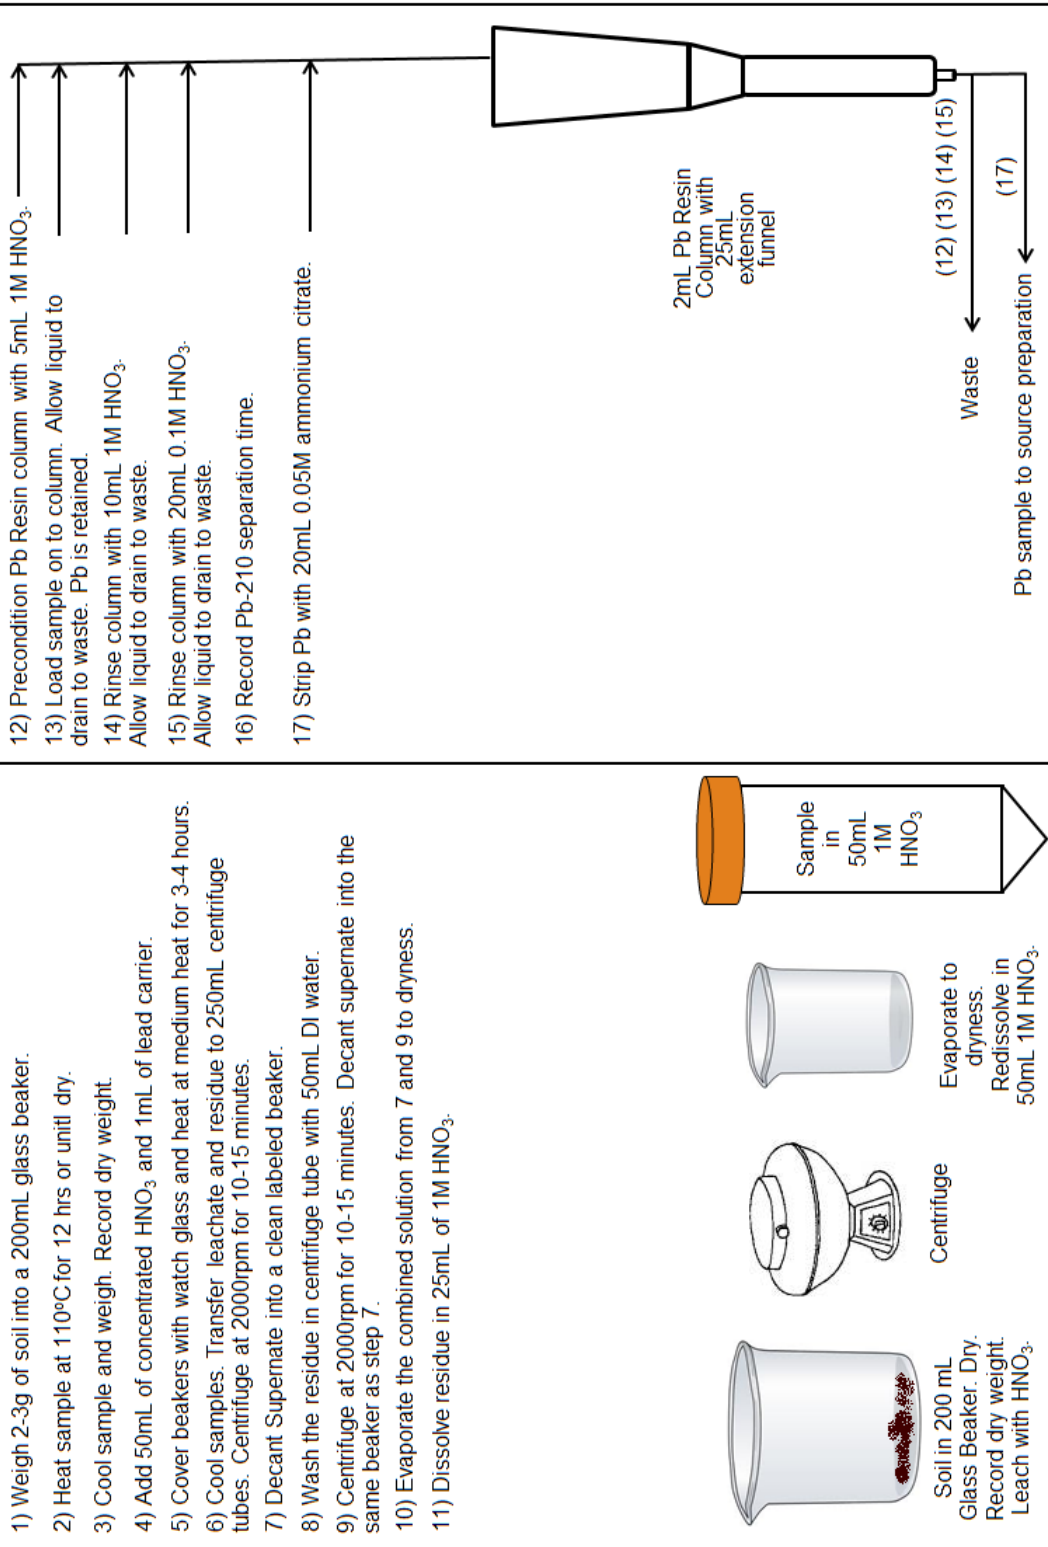 1) Weigh 2-3g of soil into a 200mL glass beaker.
2) Heat sample at 110ºC for 12 hrs or unitl dry.
3) Cool sample and weigh. Record dry weight.
4) Add 50mL of concentrated HNO3 and 1mL of lead carrier.
5) Cover beakers with watch glass and heat at medium heat for 3-4 hours.
6) Cool samples. Transfer leachate and residue to 250mL centrifuge
tubes. Centrifuge at 2000rpm for 10-15 minutes.
7) Decant Supernate into a clean labeled beaker.
8) Wash the residue in centrifuge tube with 50mL DI water.
9) Centrifuge at 2000rpm for 10-15 minutes. Decant supernate into the
same beaker as step 7.
10) Evaporate the combined solution from 7 and 9 to dryness.
11) Dissolve residue in 25mL of 1M HNO3.
Soil in 200 mL
Glass Beaker. Dry.
Record dry weight.
Leach with HNO3.
Centrifuge
Evaporate to
dryness.
Redissolve in
50mL 1M HNO3.
Sample
in
50mL
1M
HNO3
12) Precondition Pb Resin column with 5mL 1M HNO3.
13) Load sample on to column. Allow liquid to
drain to waste. Pb is retained.
14) Rinse column with 10mL 1M HNO3.
Allow liquid to drain to waste.
15) Rinse column with 20mL 0.1M HNO3.
Allow liquid to drain to waste.
16) Record Pb-210 separation time.
17) Strip Pb with 20mL 0.05M ammonium citrate.
2mL Pb Resin
Column with
25mL
extension
funnel
(12) (13) (14) (15)
Waste
(17)
Pb sample to source preparation